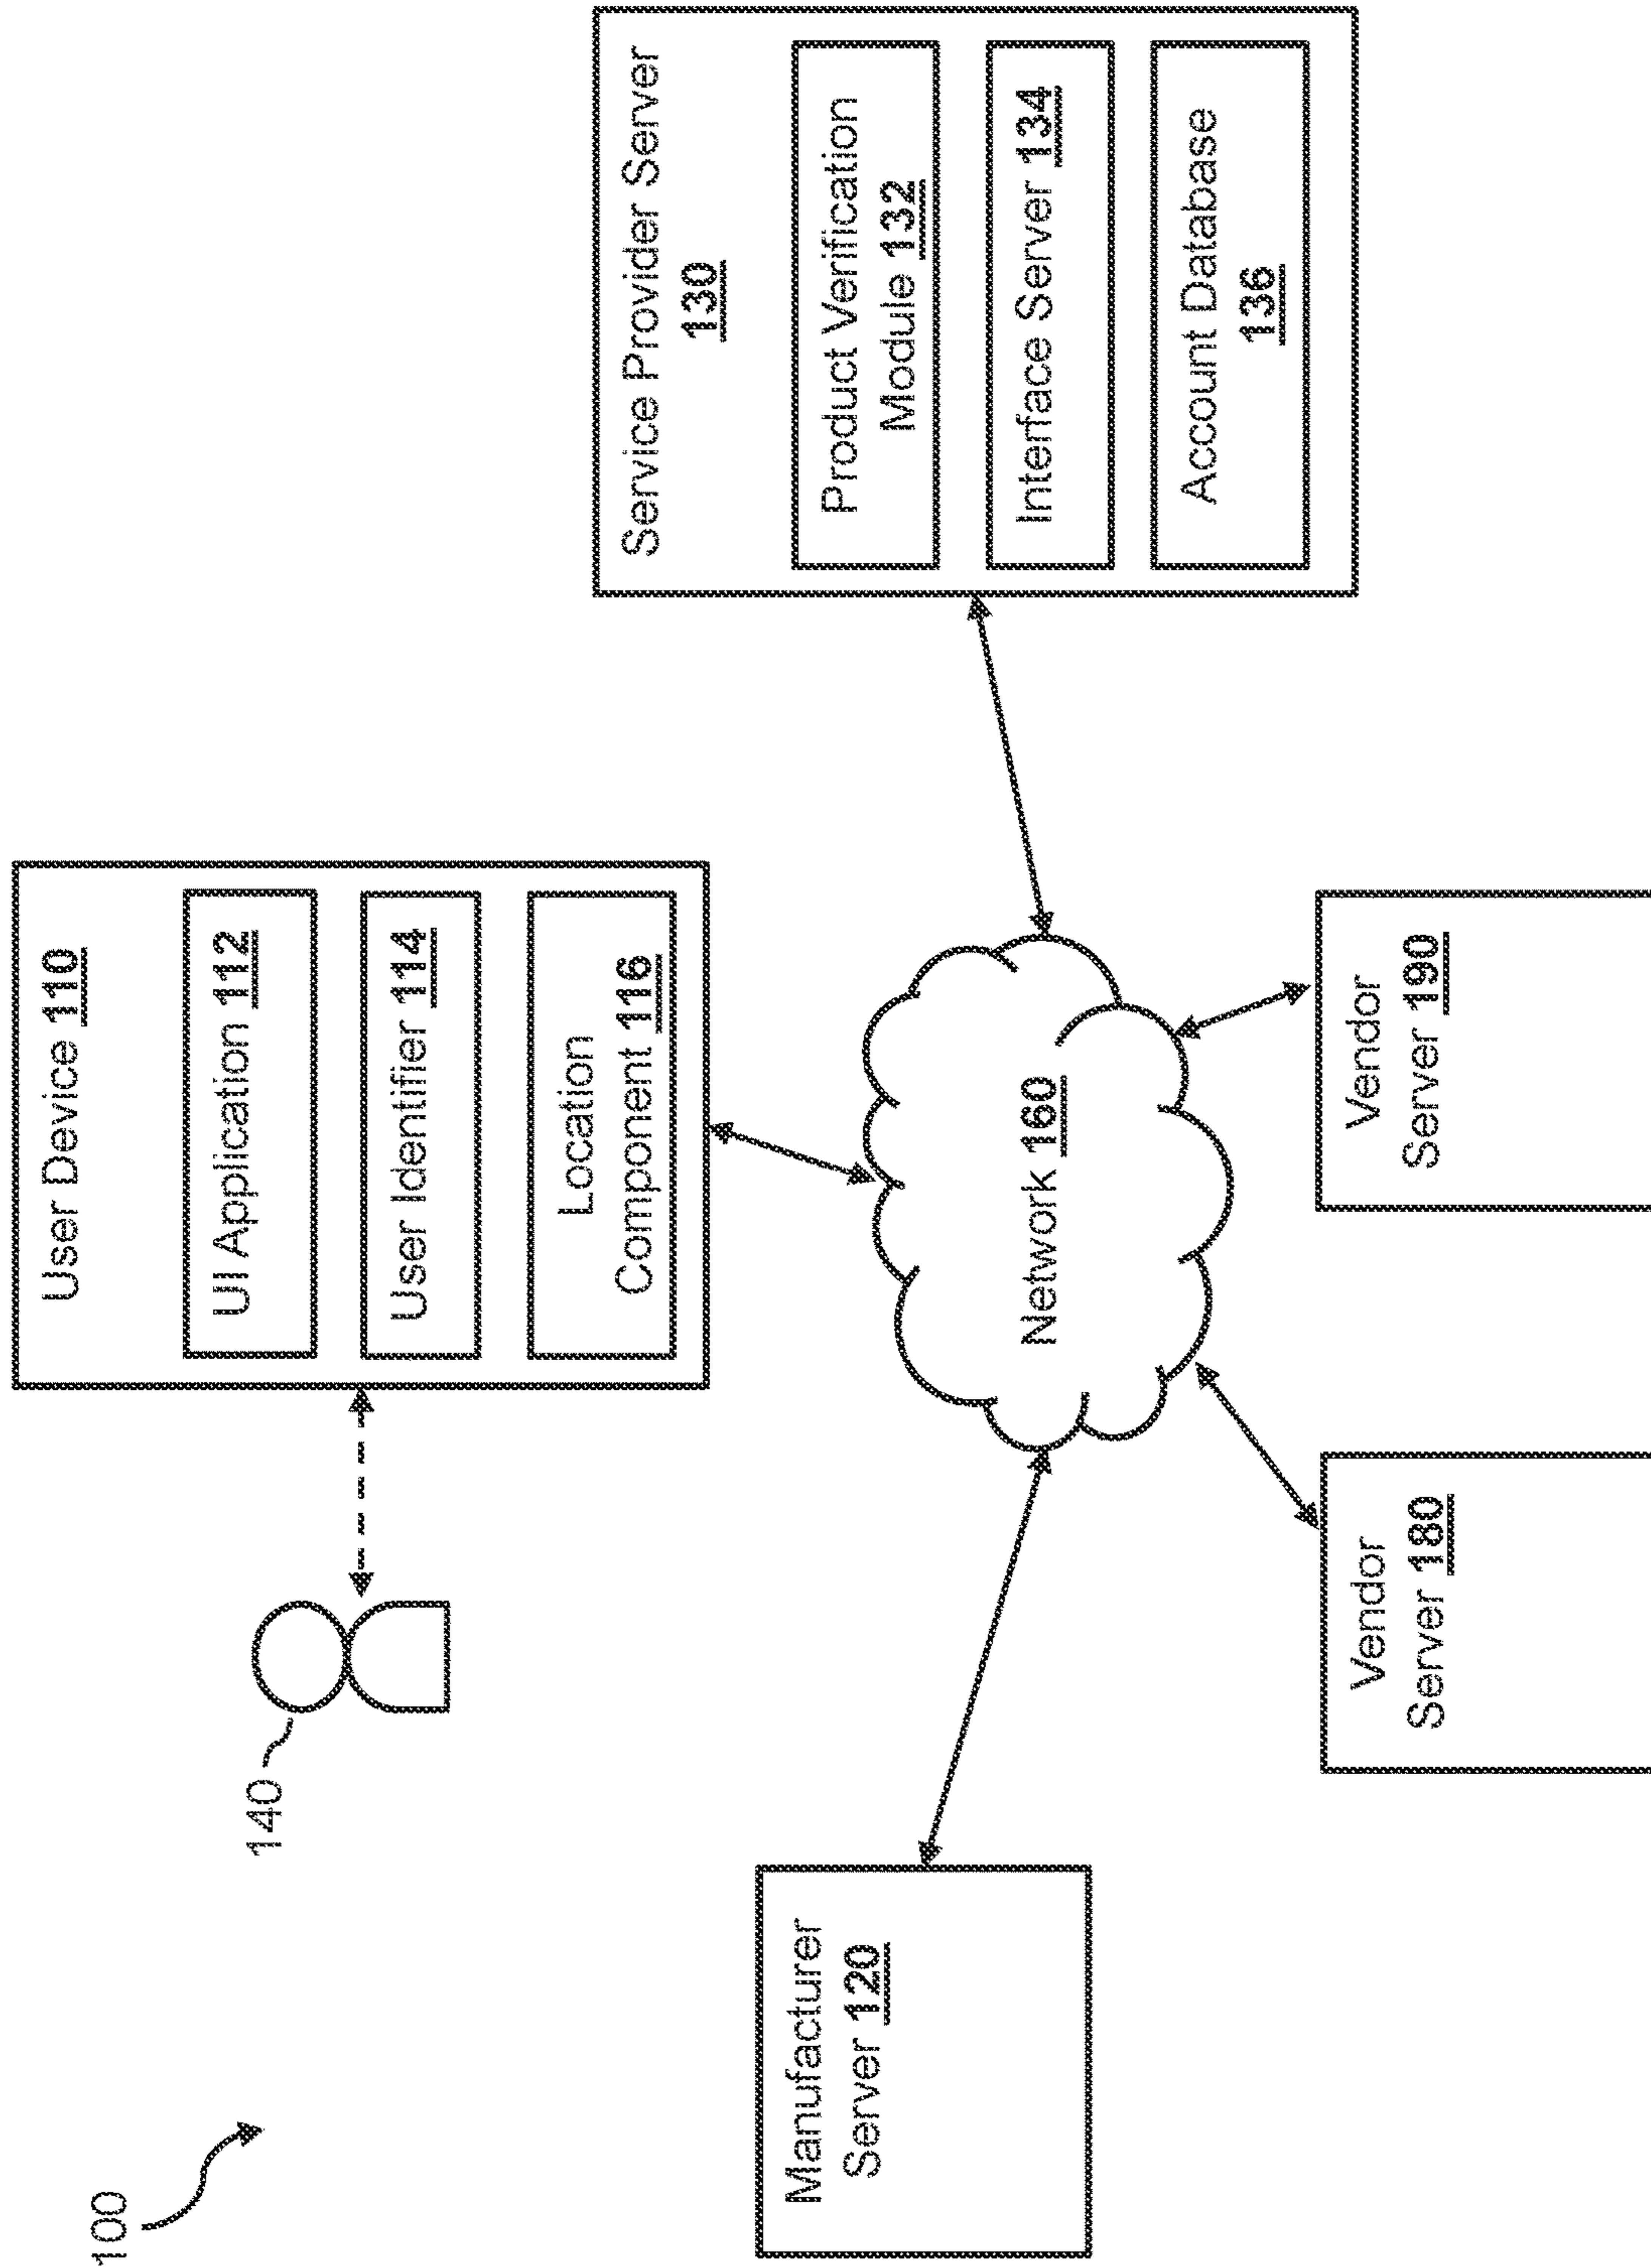 100
140
User Device 110
UI Application 112
User Identifier 114
Location
Component 116
Service Provider Server
130
Product Verification
Module 132
Interface Server 134
Account Database
136
Manufacturer
Server 120
Network 160
Vendor
Server 180
Vendor
Server 190